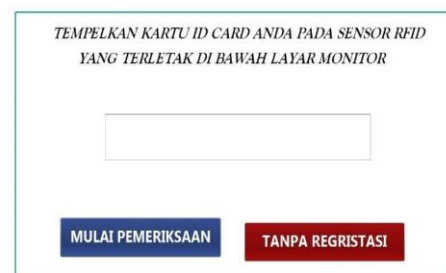 TEMPELKAN KARTU ID CARD ANDA PADA SENSOR RFID
YANG TERLETAK DI BAWAH LAYAR MONITOR
MULAI PEMERIKSAAN
TANPA REGRISTASI